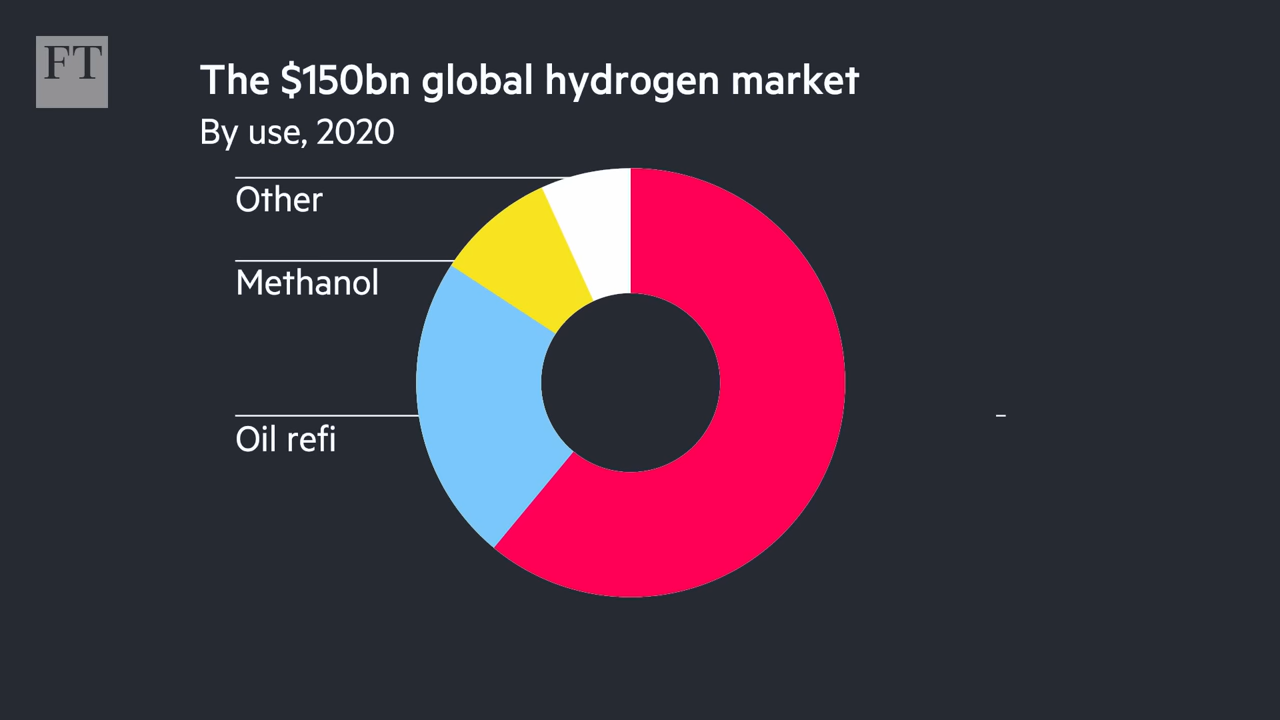 FT
The $150bn global hydrogen market
By use, 2020
Other
Methanol
Oil refi